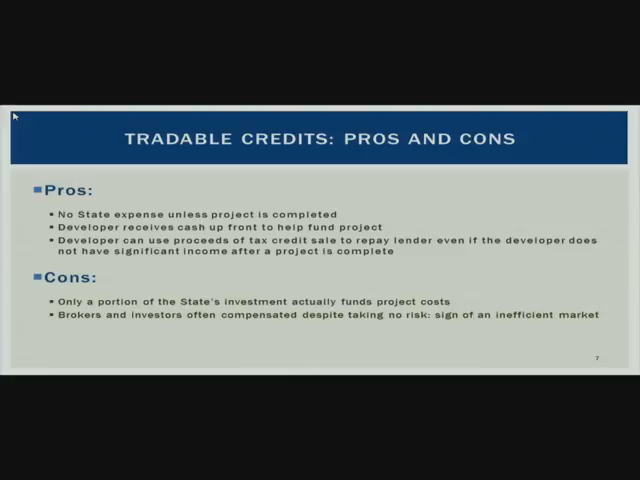 TRADABLE CREDITS: PROS AND CONS
Pros:
No State expense unless project is completed
Developer receives cash up front to help fund project
Developer can use proceeds of tax credit sale to repay lender even if the developer does
not have significant income after a project is complete
Cons:
Only a portion of the State's investment actually funds project costs
Brokers and investors often compensated despite taking no risk: sign of an inefficient market
7